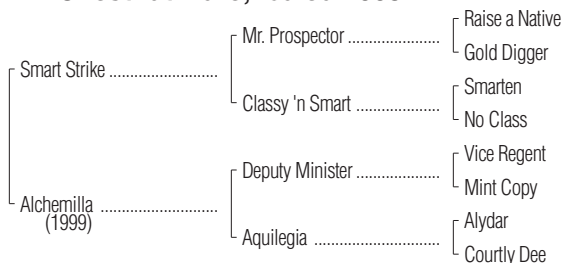 Raise a Native
Mr. Prospector
Gold Digger
Smart Strike
Smarten
Classy 'n Smart
No Class
Vice Regent
Deputy Minister
Mint Copy
Alchemilla
(1999)
Alydar
Aquilegia
Courtly Dee